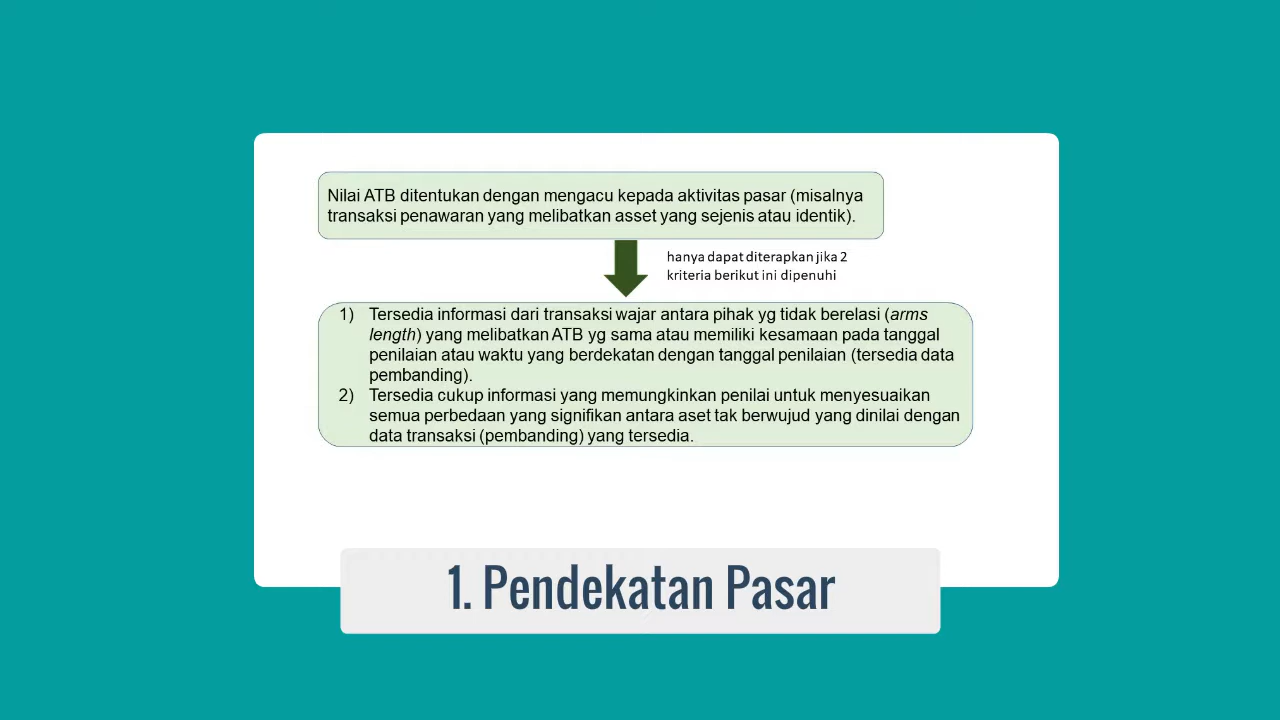 Nilai ATB ditentukan dengan mengacu kepada aktivitas pasar (misalnya
transaksi penawaran yang melibatkan asset yang sejenis atau identik).
hanya dapat diterapkan jika 2
kriteria berikut ini dipenuhi
1) Tersedia informasi dari transaksi wajar antara pihak yg tidak berelasi (arms
length) yang melibatkan ATB yg sama atau memiliki kesamaan pada tanggal
penilaian atau waktu yang berdekatan dengan tanggal penilaian (tersedia data
pembanding).
2) Tersedia cukup informasi yang memungkinkan penilai untuk menyesuaikan
semua perbedaan yang signifikan antara aset tak berwujud yang dinilai dengan
data transaksi (pembanding) yang tersedia.
1. Pendekatan Pasar